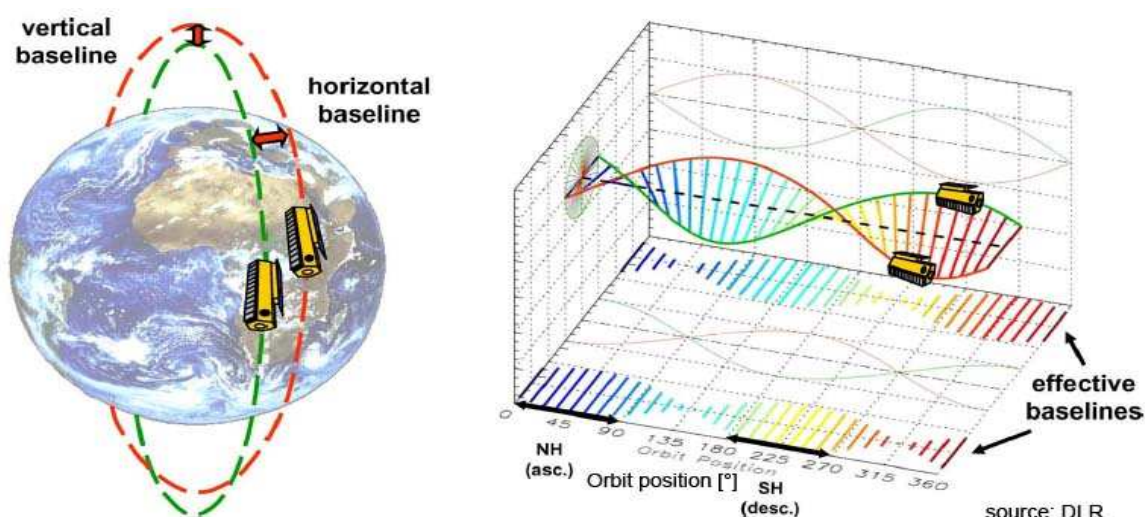 vertical
baseline
horizontal
baseline
effective
baselines
0
45
90
135
180
225
270
315
360
NH
(asc.)
Orbit Position
Orbit position [°]
SH
(desc.)
source: DLR